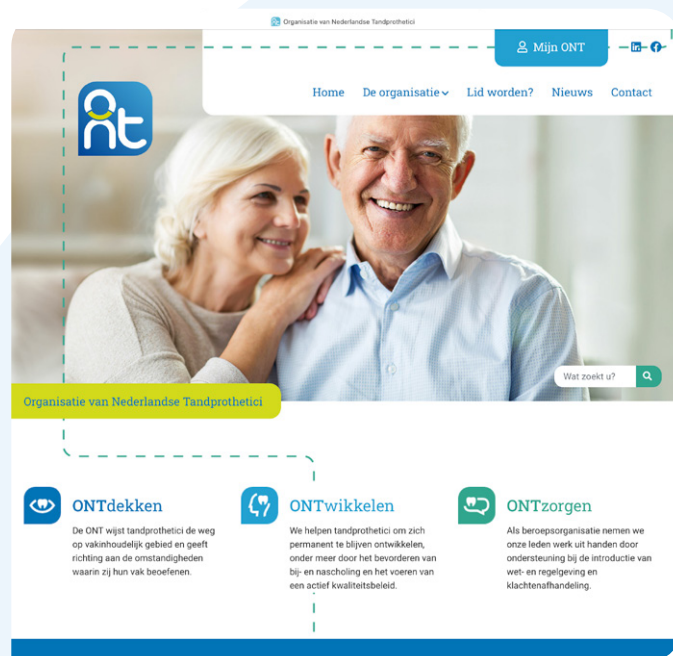 Organisatie van Nederlandse Tandprothetici
Mijn ONT
Home De organisatie Lid worden? Nieuws Contact
ont
Wat zoekt u?
Organisatie van Nederlandse Tandprothetici
ONTdekken
De ONT wijst tandprothetici de weg
op vakinhoudelijk gebied en geeft
richting aan de omstandigheden
waarin zij hun vak beoefenen.
ONTwikkelen
We helpen tandprothetici om zich
permanent te blijven ontwikkelen,
onder meer door het bevorderen van
bij- en nascholing en het voeren van
een actief kwaliteitsbeleid.
ONTzorgen
Als beroepsorganisatie nemen we
onze leden werk uit handen door
ondersteuning bij de introductie van
wet- en regelgeving en
klachtenafhandeling.